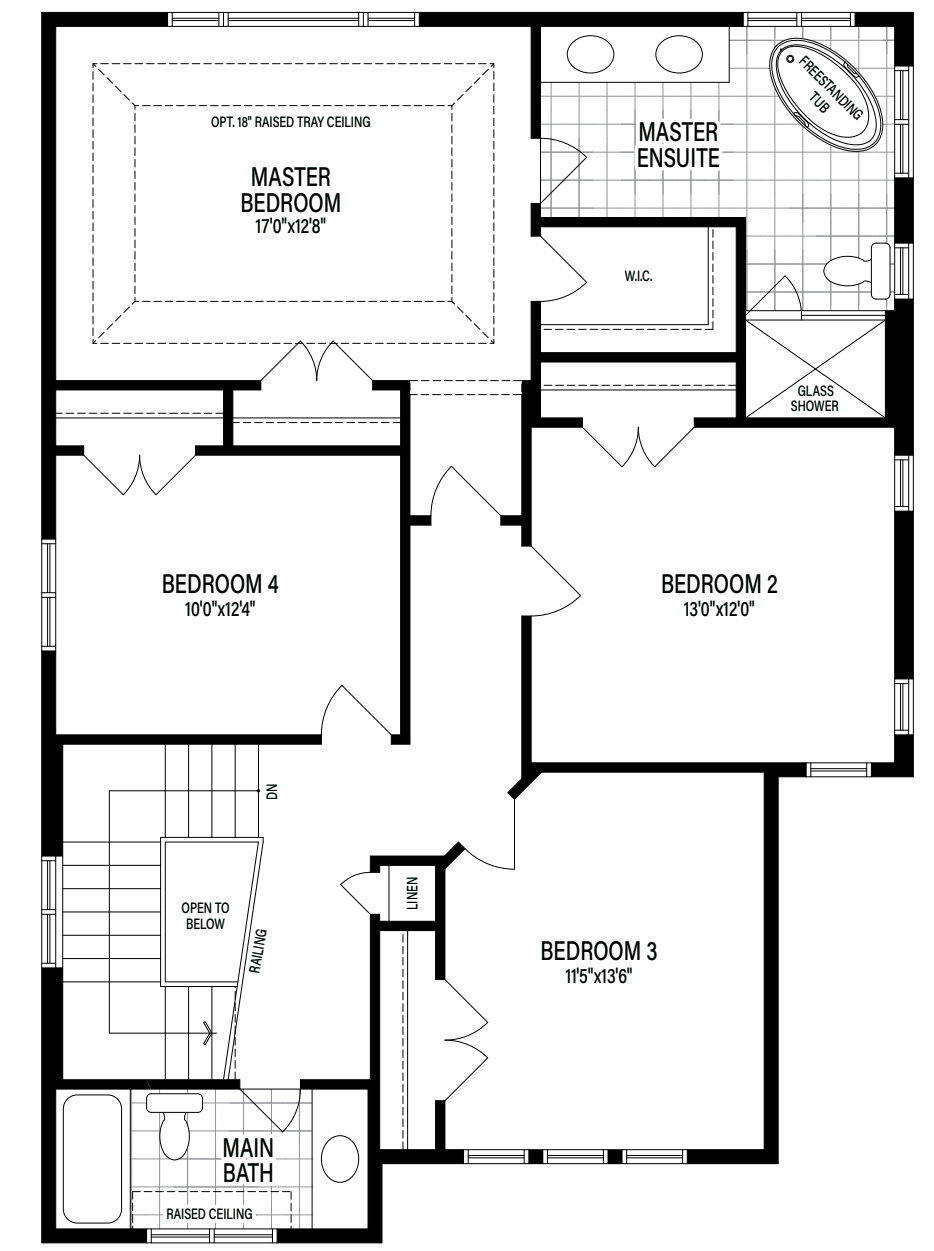 OPT. 18" RAISED TRAY CEILING
MASTER
BEDROOM
17'0"x12'8"
MASTER
ENSUITE
FREESTANDING
TUB
W.I.C.
GLASS
SHOWER
BEDROOM 4
10'0"x12'4"
BEDROOM 2
13'0"x12'0"
DN
OPEN TO
BELOW
RAILING
LINEN
BEDROOM 3
11'5"x13'6"
MAIN
BATH
RAISED CEILING